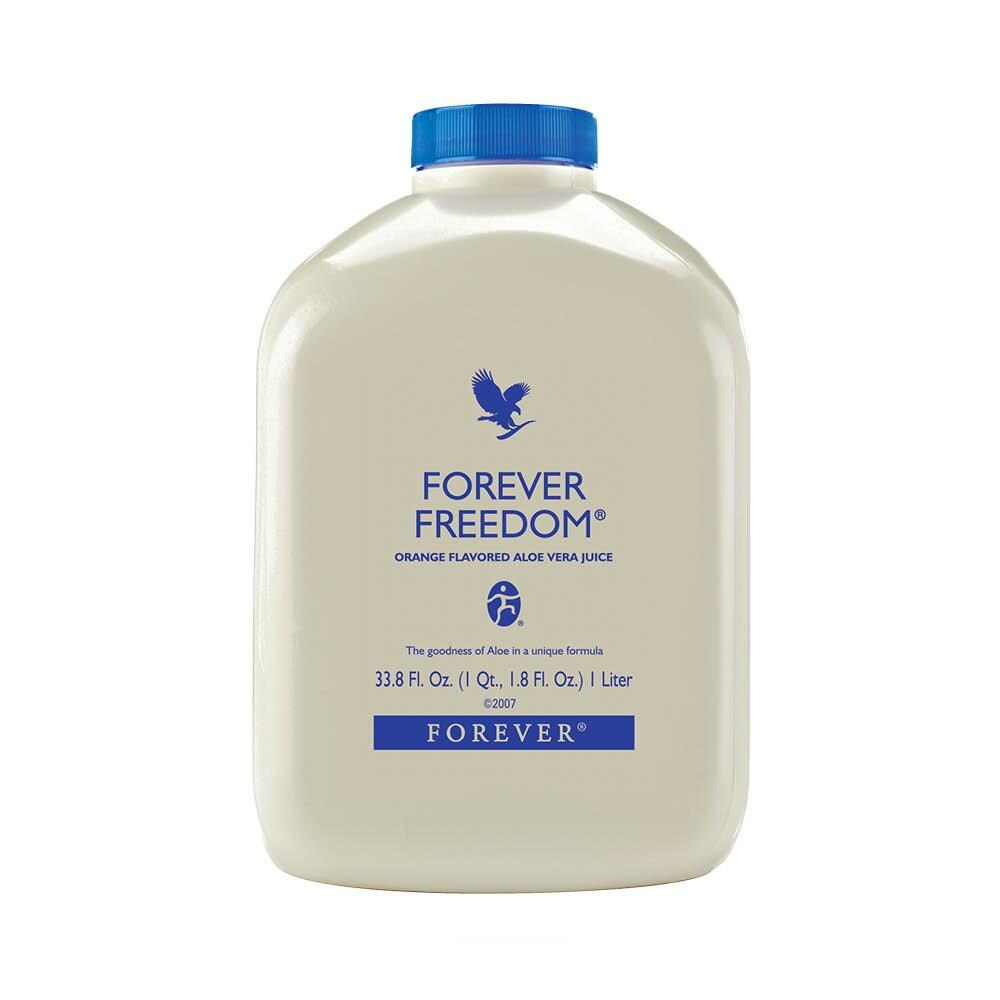 FOREVER
FREEDOM®
ORANGE FLAVORED ALOE VERA JUICE
®
The goodness of Aloe in a unique formula
33.8 Fl. Oz. (1 Qt., 1.8 Fl. Oz.) 1 Liter
©2007
FOREVER®